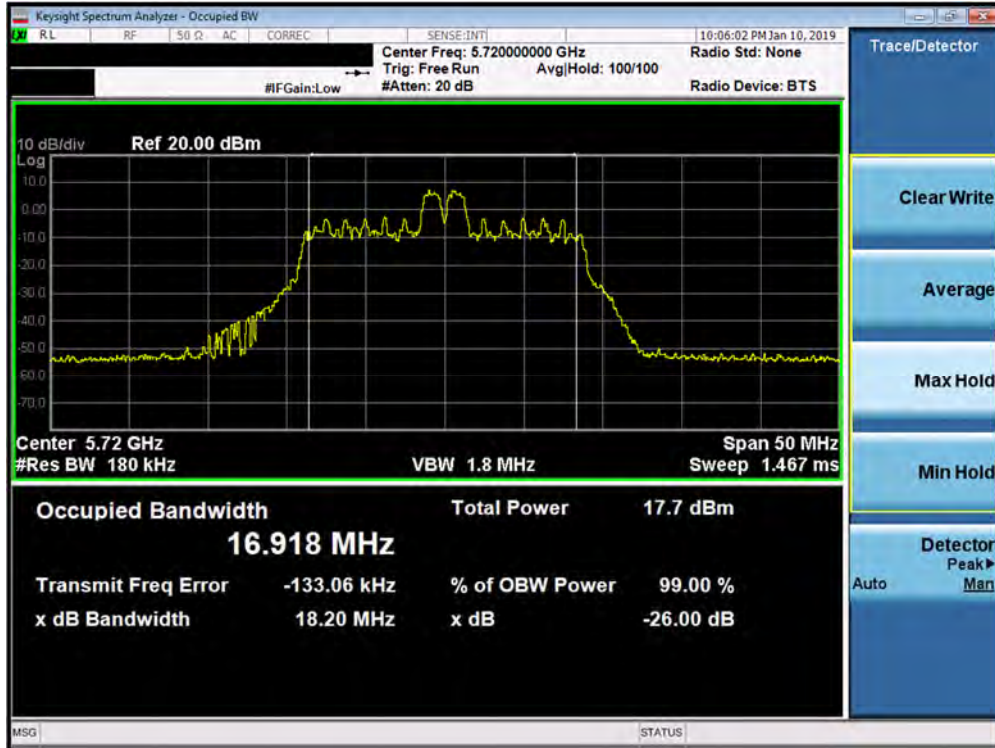 Keysight Spectrum Analyzer - Occupied BW
LXI RL RF 50 Ω AC CORREC SENSE:INT 10:06:02 PM Jan 10, 2019
Center Freq: 5.720000000 GHz Radio Std: None
Trig: Free Run Avg|Hold: 100/100
#IFGain:Low #Atten: 20 dB Radio Device: BTS
10 dB/div Ref 20.00 dBm
Log
10.0
0.00
-10.0
-20.0
-30.0
-40.0
-50.0
-60.0
-70.0
Center 5.72 GHz Span 50 MHz
#Res BW 180 kHz VBW 1.8 MHz Sweep 1.467 ms
Occupied Bandwidth Total Power 17.7 dBm
16.918 MHz
Transmit Freq Error -133.06 kHz % of OBW Power 99.00 %
x dB Bandwidth 18.20 MHz x dB -26.00 dB
MSG STATUS
Trace/Detector
Clear Write
Average
Max Hold
Min Hold
Detector
Peak▶
Auto Man